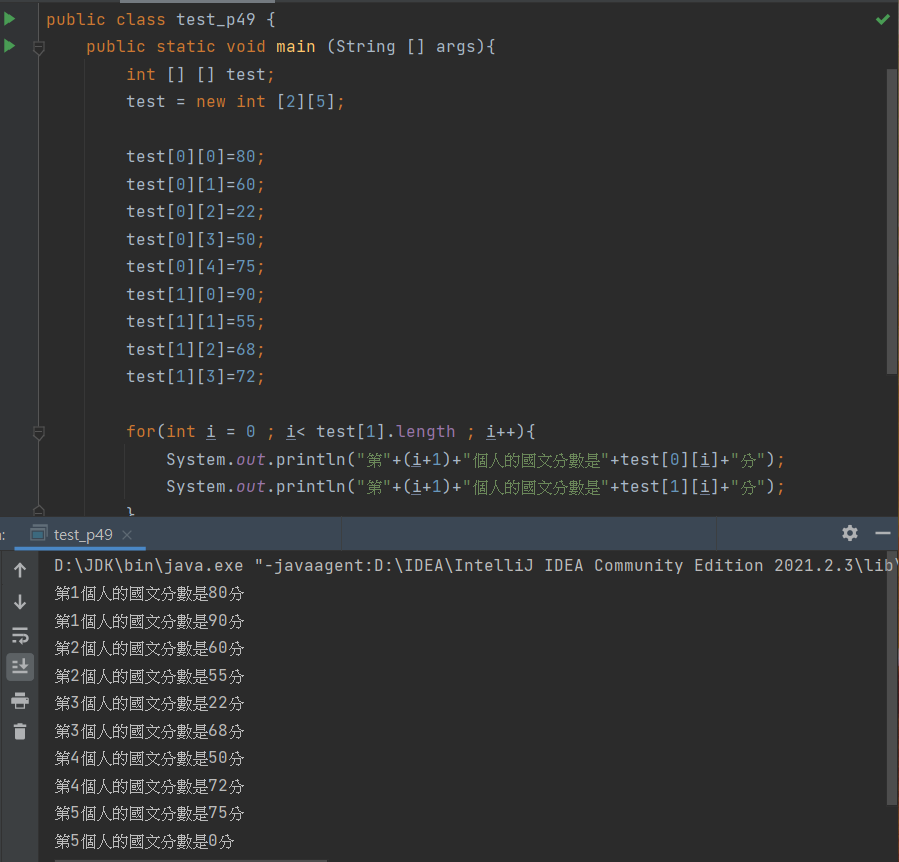 public class test_p49 {
public static void main (String [] args){
int [] [] test;
test = new int [2][5];
test[0][0]=80;
test[0][1]=60;
test[0][2]=22;
test[0][3]=50;
test[0][4]=75;
test[1][0]=90;
test[1][1]=55;
test[1][2]=68;
test[1][3]=72;
for(int i = 0 ; i< test[1].length ; i++){
System.out.println("第"+(i+1)+"個人的國文分數是"+test[0][i]+"分");
System.out.println("第"+(i+1)+"個人的國文分數是"+test[1][i]+"分");
}
test_p49
D:\JDK\bin\java.exe "-javaagent:D:\IDEA\IntelliJ IDEA Community Edition 2021.2.3\lib\
第1個人的國文分數是80分
第1個人的國文分數是90分
第2個人的國文分數是60分
第2個人的國文分數是55分
第3個人的國文分數是22分
第3個人的國文分數是68分
第4個人的國文分數是50分
第4個人的國文分數是72分
第5個人的國文分數是75分
第5個人的國文分數是0分